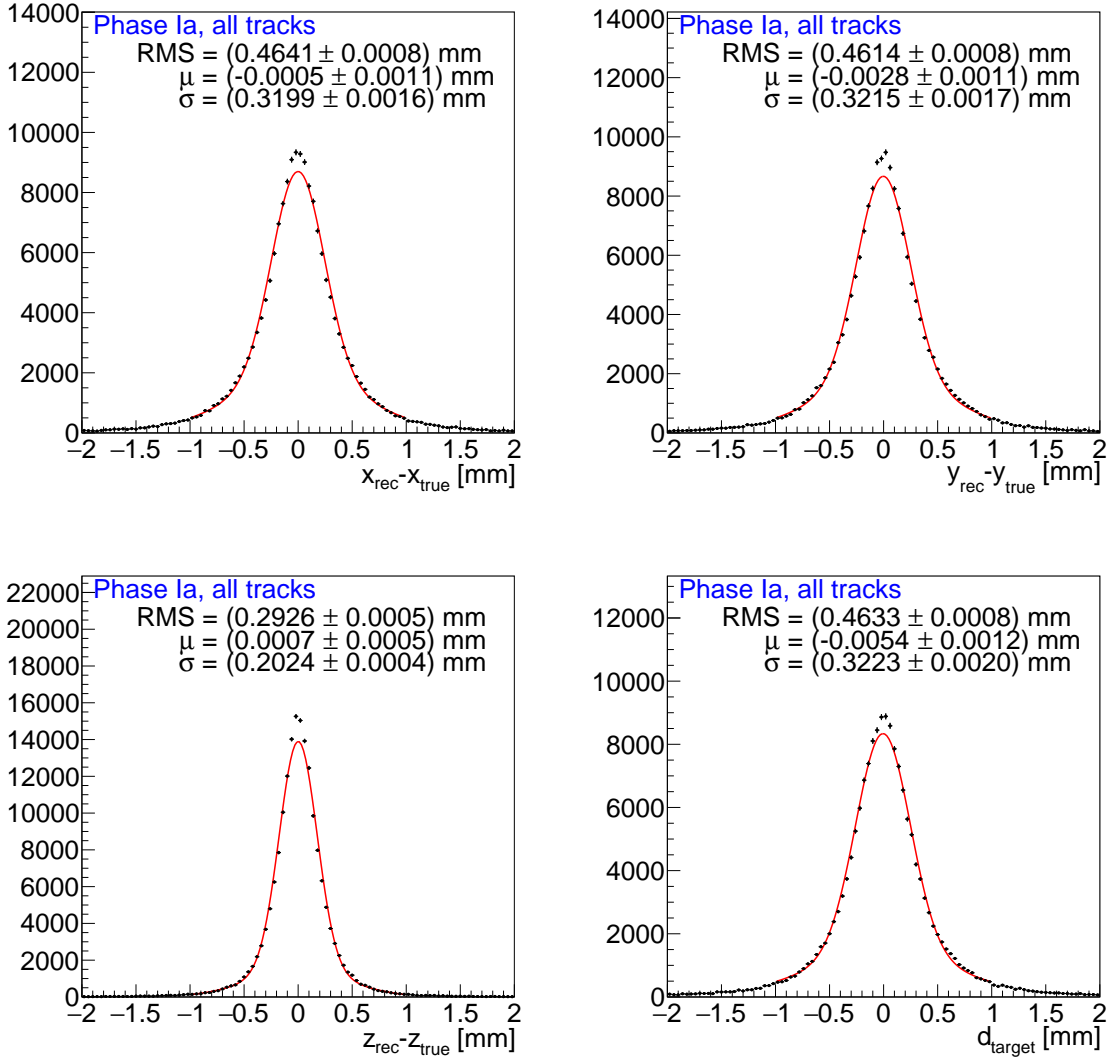 Phase Ia, all tracks
RMS = (0.4641 ± 0.0008) mm
μ = (-0.0005 ± 0.0011) mm
σ = (0.3199 ± 0.0016) mm
14000
12000
10000
8000
6000
4000
2000
0
−2 −1.5 −1 −0.5 0 0.5 1 1.5 2
x_rec-x_true [mm]
Phase Ia, all tracks
RMS = (0.4614 ± 0.0008) mm
μ = (-0.0028 ± 0.0011) mm
σ = (0.3215 ± 0.0017) mm
14000
12000
10000
8000
6000
4000
2000
0
−2 −1.5 −1 −0.5 0 0.5 1 1.5 2
y_rec-y_true [mm]
Phase Ia, all tracks
RMS = (0.2926 ± 0.0005) mm
μ = (0.0007 ± 0.0005) mm
σ = (0.2024 ± 0.0004) mm
22000
20000
18000
16000
14000
12000
10000
8000
6000
4000
2000
0
−2 −1.5 −1 −0.5 0 0.5 1 1.5 2
z_rec-z_true [mm]
Phase Ia, all tracks
RMS = (0.4633 ± 0.0008) mm
μ = (-0.0054 ± 0.0012) mm
σ = (0.3223 ± 0.0020) mm
12000
10000
8000
6000
4000
2000
0
−2 −1.5 −1 −0.5 0 0.5 1 1.5 2
d_target [mm]